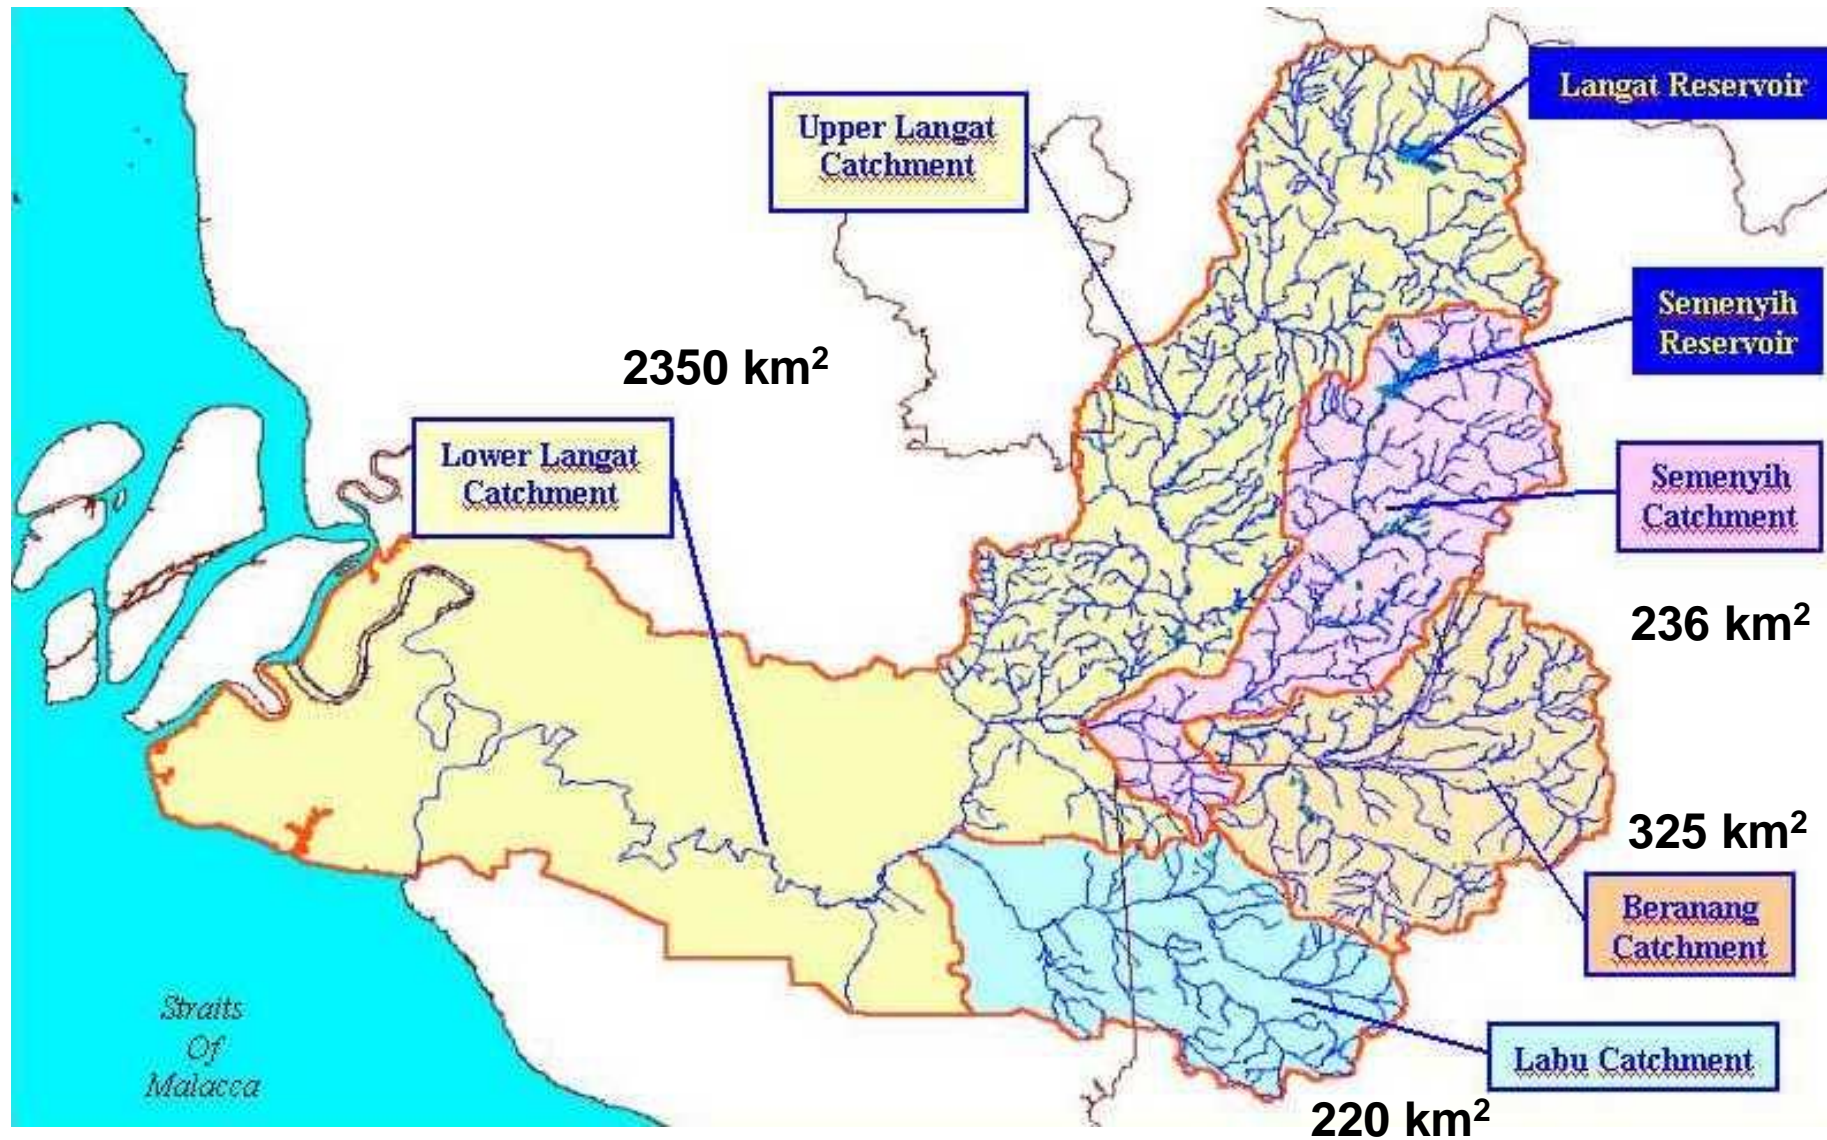 Langat Reservoir
Upper Langat
Catchment
Semenyih
Reservoir
2350 km²
Lower Langat
Catchment
Semenyih
Catchment
236 km²
325 km²
Beranang
Catchment
Straits
Of
Malacca
Labu Catchment
220 km²